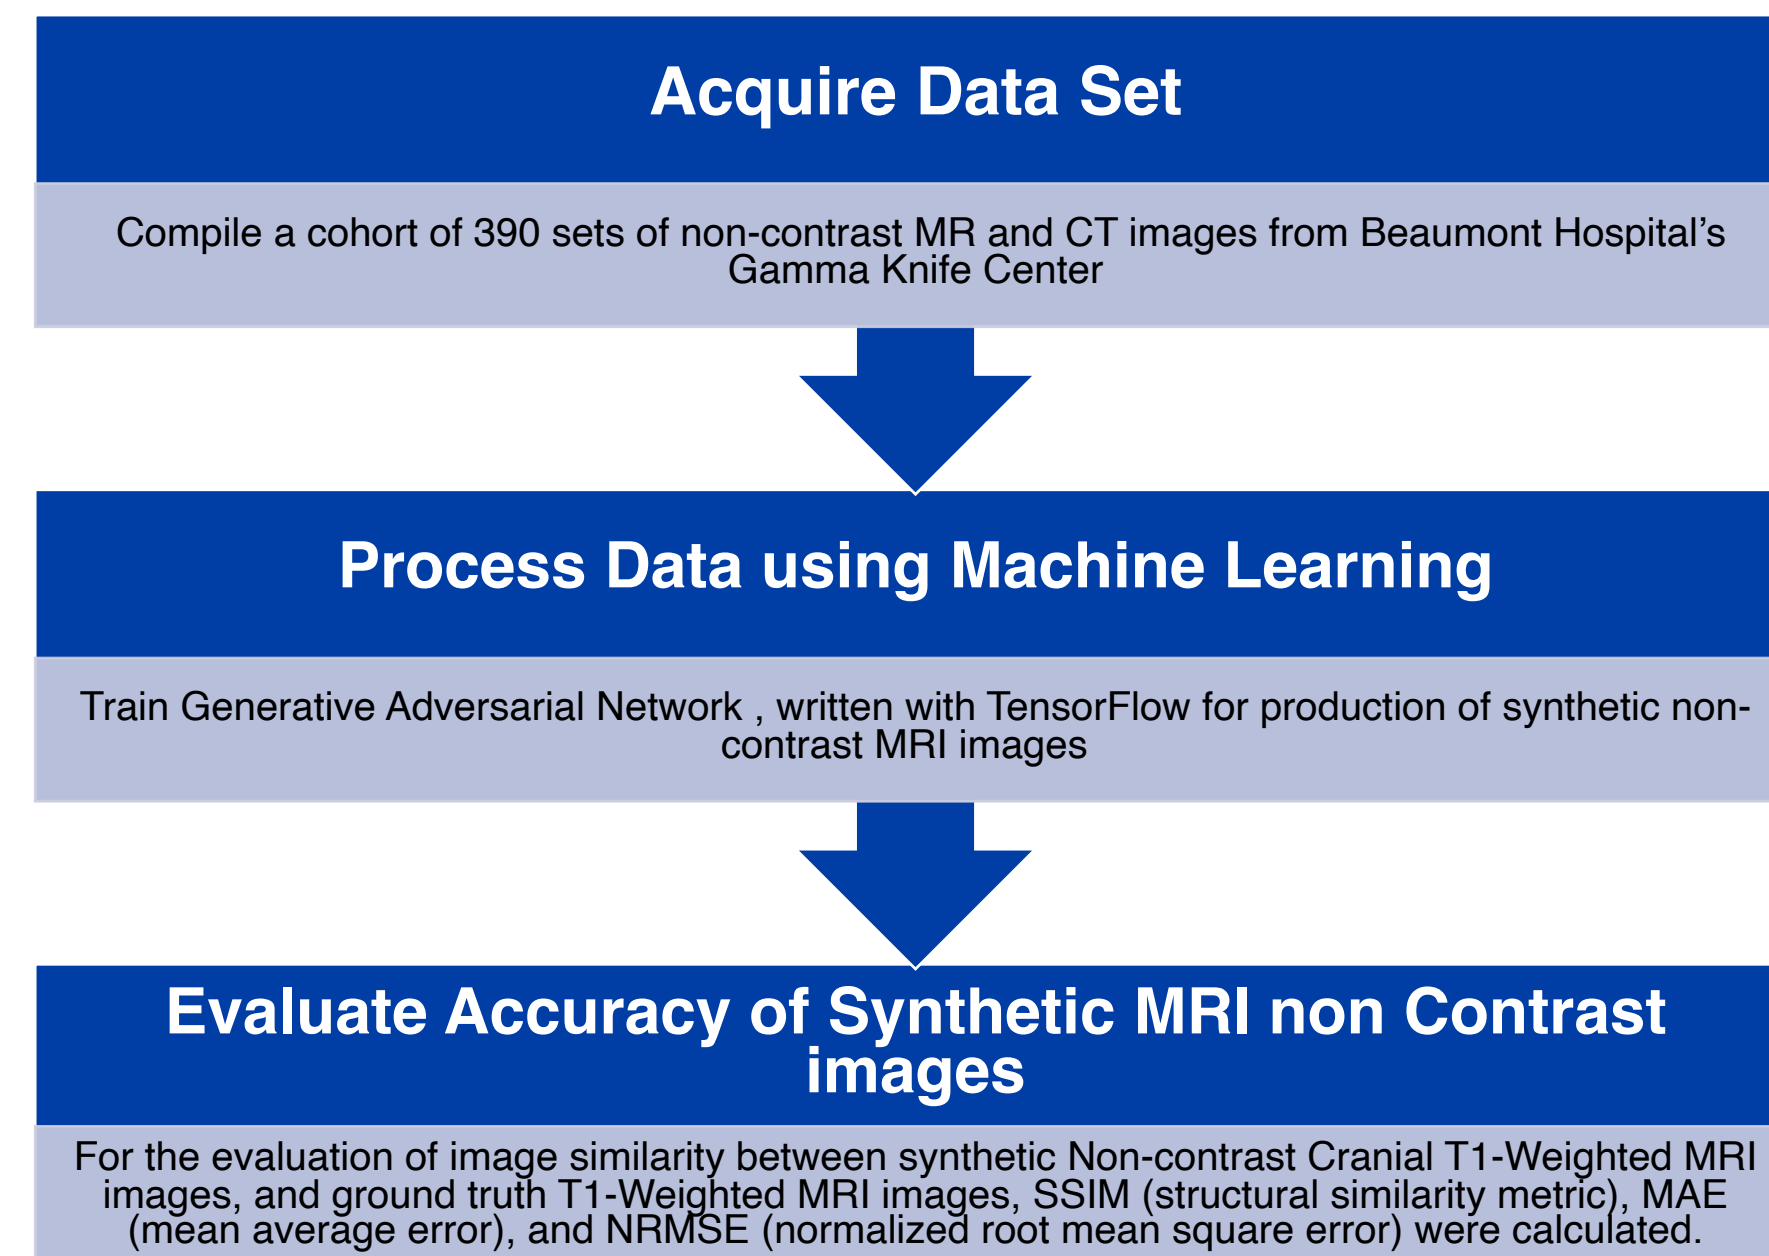 Acquire Data Set
Compile a cohort of 390 sets of non-contrast MR and CT images from Beaumont Hospital’s
Gamma Knife Center
Process Data using Machine Learning
Train Generative Adversarial Network , written with TensorFlow for production of synthetic non-
contrast MRI images
Evaluate Accuracy of Synthetic MRI non Contrast
images
For the evaluation of image similarity between synthetic Non-contrast Cranial T1-Weighted MRI
images, and ground truth T1-Weighted MRI images, SSIM (structural similarity metric), MAE
(mean average error), and NRMSE (normalized root mean square error) were calculated.